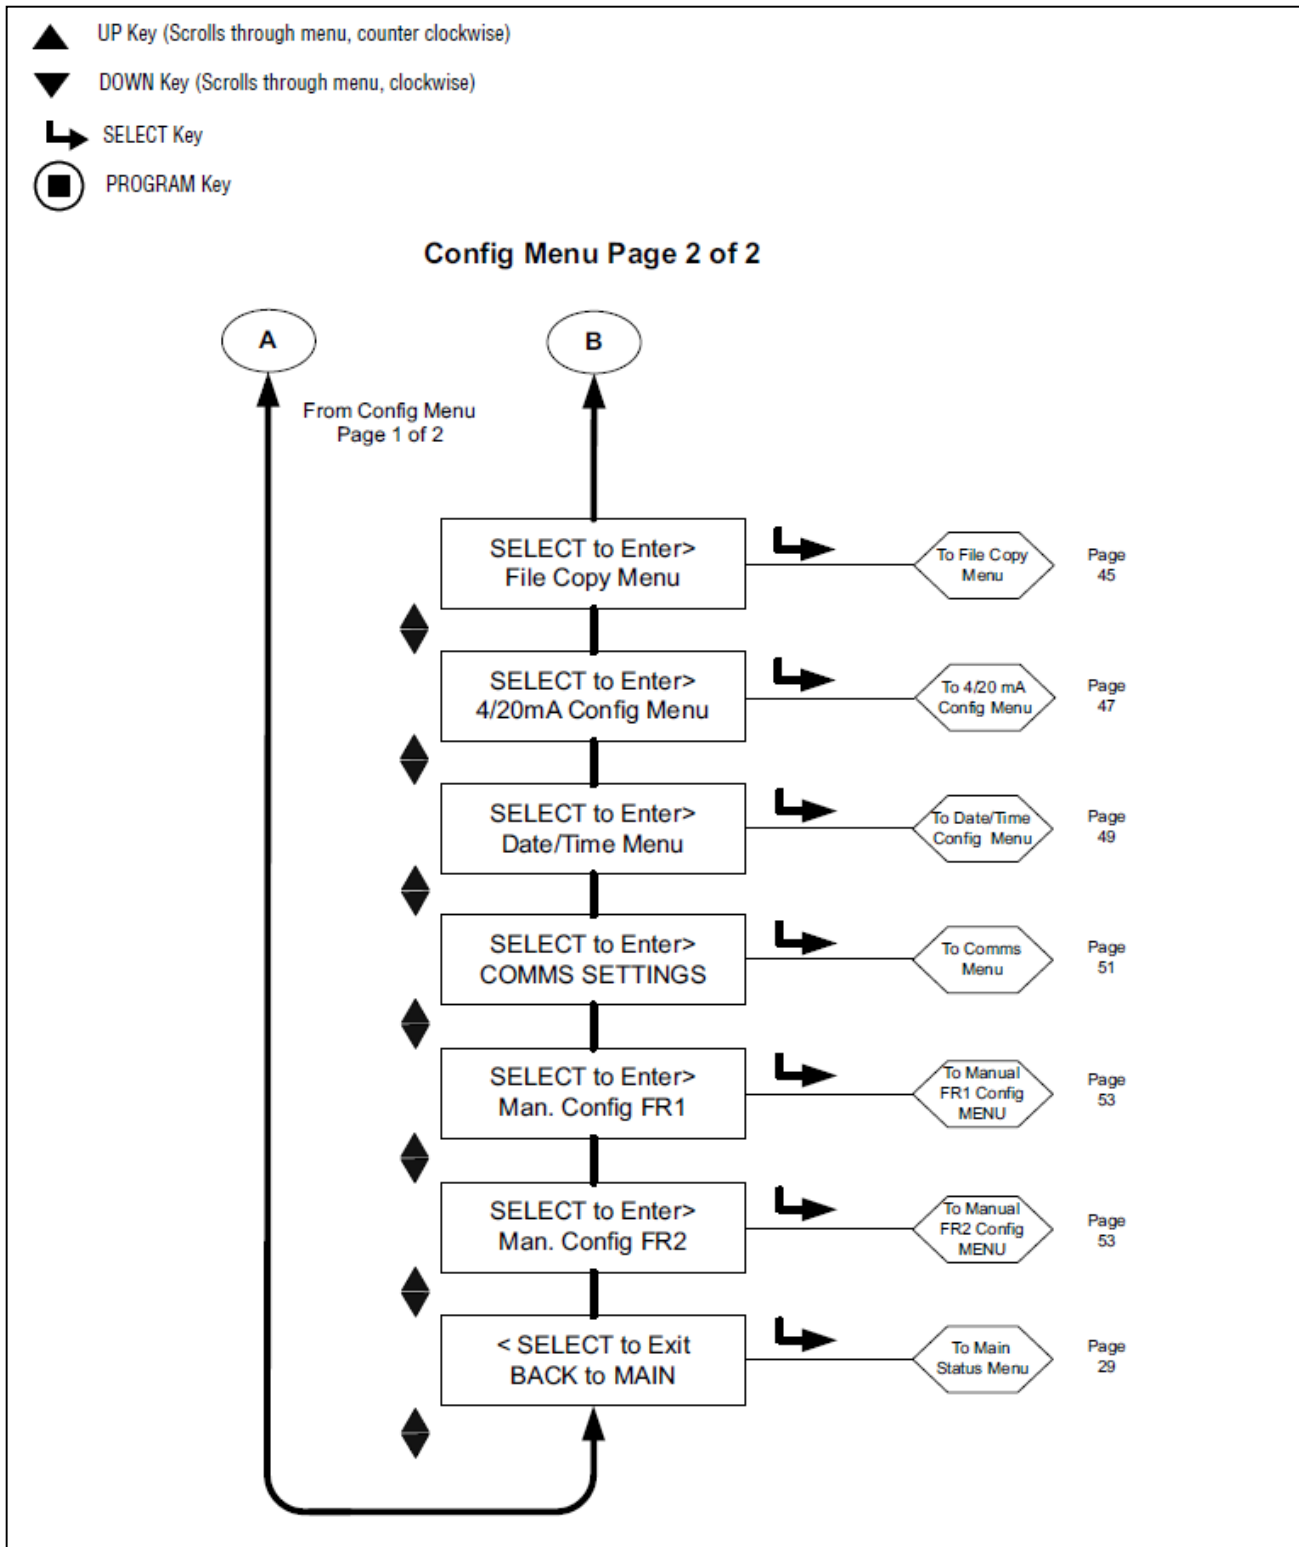 UP Key (Scrolls through menu, counter clockwise)
DOWN Key (Scrolls through menu, clockwise)
SELECT Key
PROGRAM Key
Config Menu Page 2 of 2
A
B
From Config Menu
Page 1 of 2
SELECT to Enter>
File Copy Menu
To File Copy
Menu
Page
45
SELECT to Enter>
4/20mA Config Menu
To 4/20 mA
Config Menu
Page
47
SELECT to Enter>
Date/Time Menu
To Date/Time
Config Menu
Page
49
SELECT to Enter>
COMMS SETTINGS
To Comms
Menu
Page
51
SELECT to Enter>
Man. Config FR1
To Manual
FR1 Config
MENU
Page
53
SELECT to Enter>
Man. Config FR2
To Manual
FR2 Config
MENU
Page
53
< SELECT to Exit
BACK to MAIN
To Main
Status Menu
Page
29